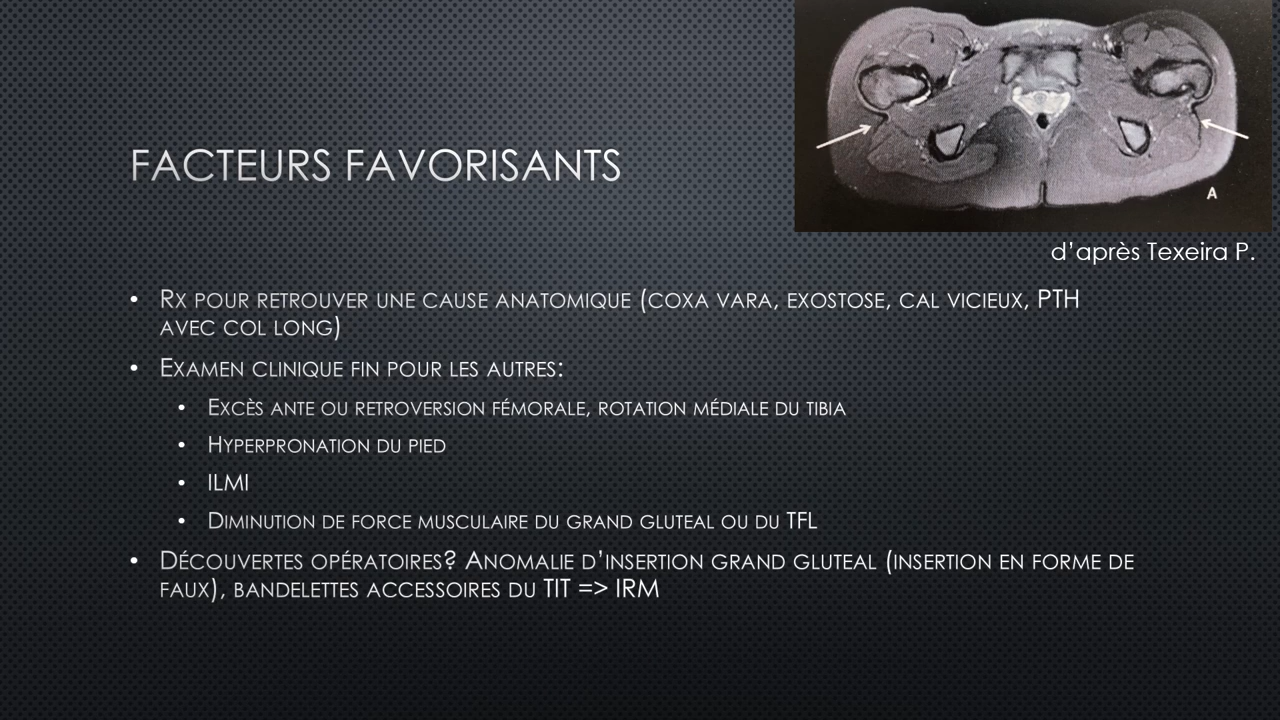 A
FACTEURS FAVORISANTS
d'après Texeira P.
• Rx pour retrouver une cause anatomique (coxa vara, exostose, cal vicieux, PTH
avec col long)
• Examen clinique fin pour les autres:
• Excès ante ou retroversion fémorale, rotation médiale du tibia
• Hyperpronation du pied
• ILMI
• Diminution de force musculaire du grand gluteal ou du TFL
• Découvertes opératoires? Anomalie d'insertion grand gluteal (insertion en forme de
faux), bandelettes accessoires du TIT => IRM